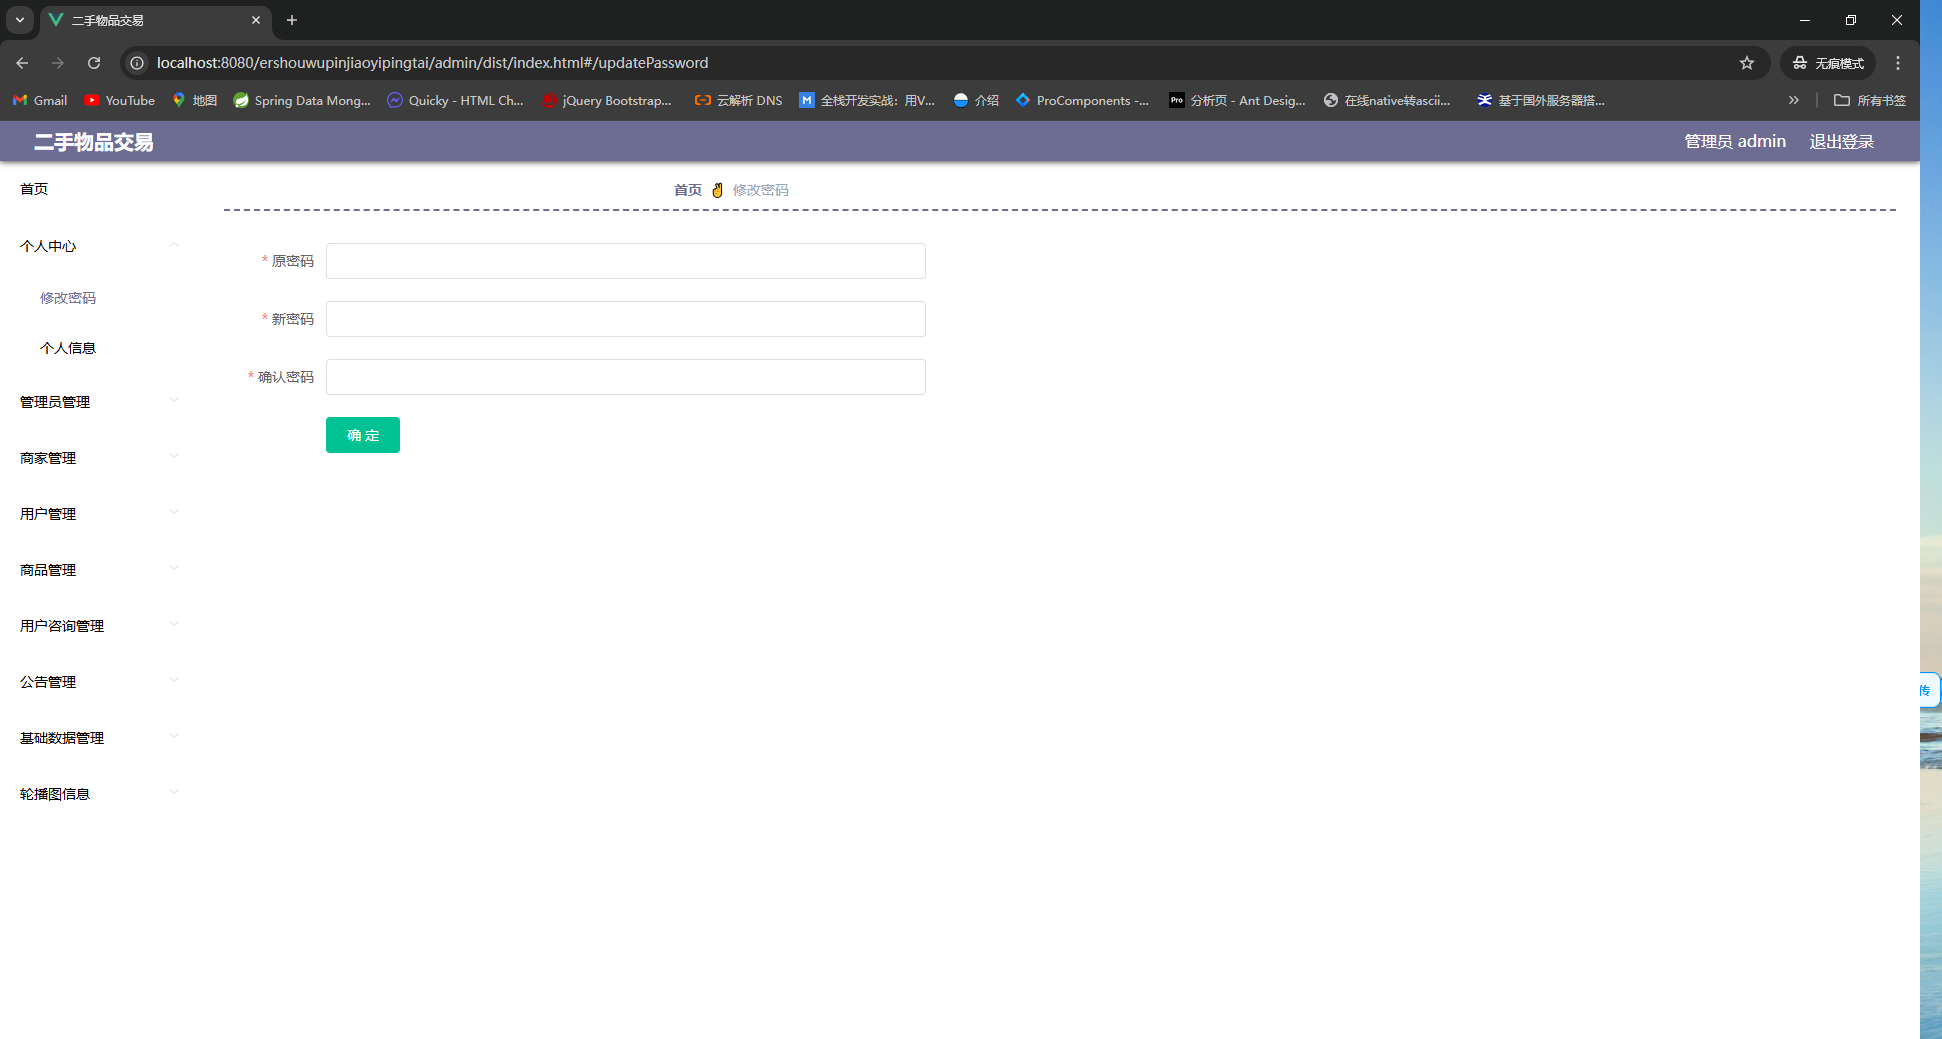 二手物品交易
localhost:8080/ershouwupinjiaoyipingtai/admin/dist/index.html#/updatePassword
无痕模式
Gmail YouTube 地图 Spring Data Mong... Quicky - HTML Ch... jQuery Bootstrap... 云解析 DNS 全栈开发实战：用V... 介绍 ProComponents -... Pro 分析页 - Ant Desig... 在线native转ascii... 基于国外服务器搭... 所有书签
二手物品交易 管理员 admin 退出登录
首页
首页 修改密码
个人中心
修改密码
个人信息
管理员管理
商家管理
用户管理
商品管理
用户咨询管理
公告管理
基础数据管理
轮播图信息
* 原密码
* 新密码
* 确认密码
确 定
传